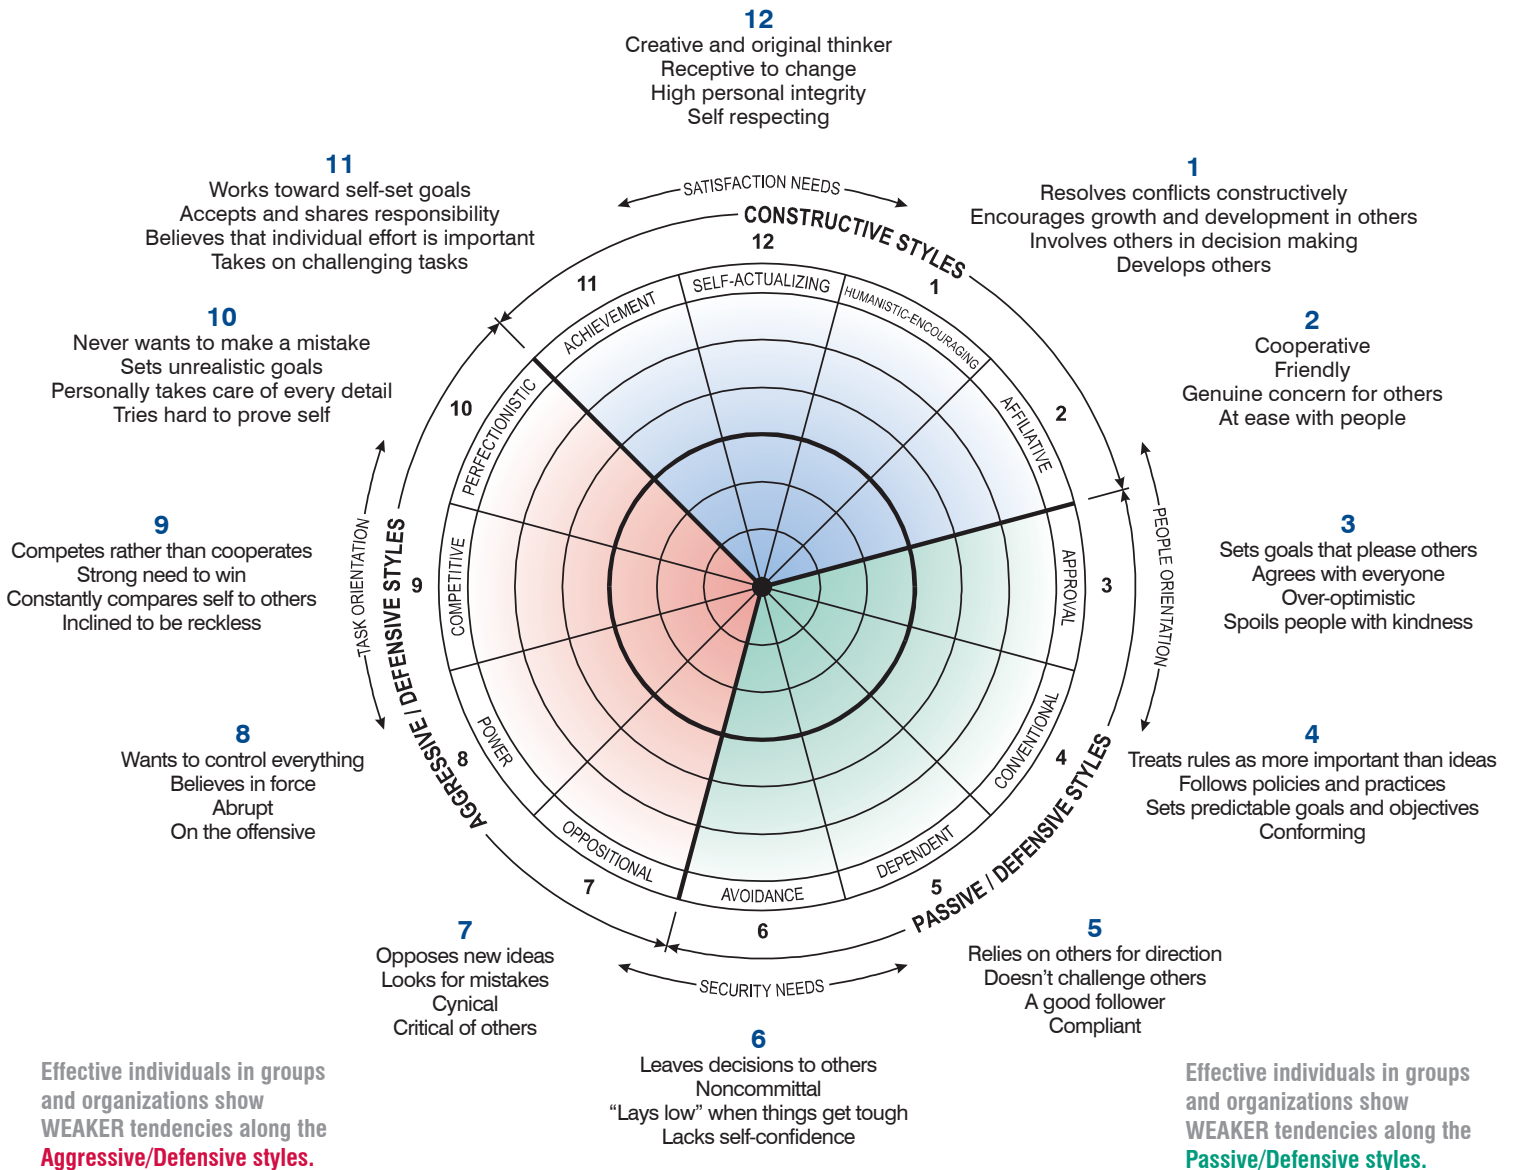 12
Creative and original thinker
Receptive to change
High personal integrity
Self respecting
11
Works toward self-set goals
Accepts and shares responsibility
Believes that individual effort is important
Takes on challenging tasks
1
Resolves conflicts constructively
Encourages growth and development in others
Involves others in decision making
Develops others
10
Never wants to make a mistake
Sets unrealistic goals
Personally takes care of every detail
Tries hard to prove self
2
Cooperative
Friendly
Genuine concern for others
At ease with people
9
Competes rather than cooperates
Strong need to win
Constantly compares self to others
Inclined to be reckless
3
Sets goals that please others
Agrees with everyone
Over-optimistic
Spoils people with kindness
8
Wants to control everything
Believes in force
Abrupt
On the offensive
4
Treats rules as more important than ideas
Follows policies and practices
Sets predictable goals and objectives
Conforming
7
Opposes new ideas
Looks for mistakes
Cynical
Critical of others
5
Relies on others for direction
Doesn't challenge others
A good follower
Compliant
6
Leaves decisions to others
Noncommittal
“Lays low” when things get tough
Lacks self-confidence
SATISFACTION NEEDS
CONSTRUCTIVE STYLES
PEOPLE ORIENTATION
PASSIVE / DEFENSIVE STYLES
SECURITY NEEDS
AGGRESSIVE / DEFENSIVE STYLES
TASK ORIENTATION
12
SELF-ACTUALIZING
1
HUMANISTIC-ENCOURAGING
2
AFFILIATIVE
3
APPROVAL
4
CONVENTIONAL
5
DEPENDENT
6
AVOIDANCE
7
OPPOSITIONAL
8
POWER
9
COMPETITIVE
10
PERFECTIONISTIC
11
ACHIEVEMENT
Effective individuals in groups
and organizations show
WEAKER tendencies along the
Aggressive/Defensive styles.
Effective individuals in groups
and organizations show
WEAKER tendencies along the
Passive/Defensive styles.